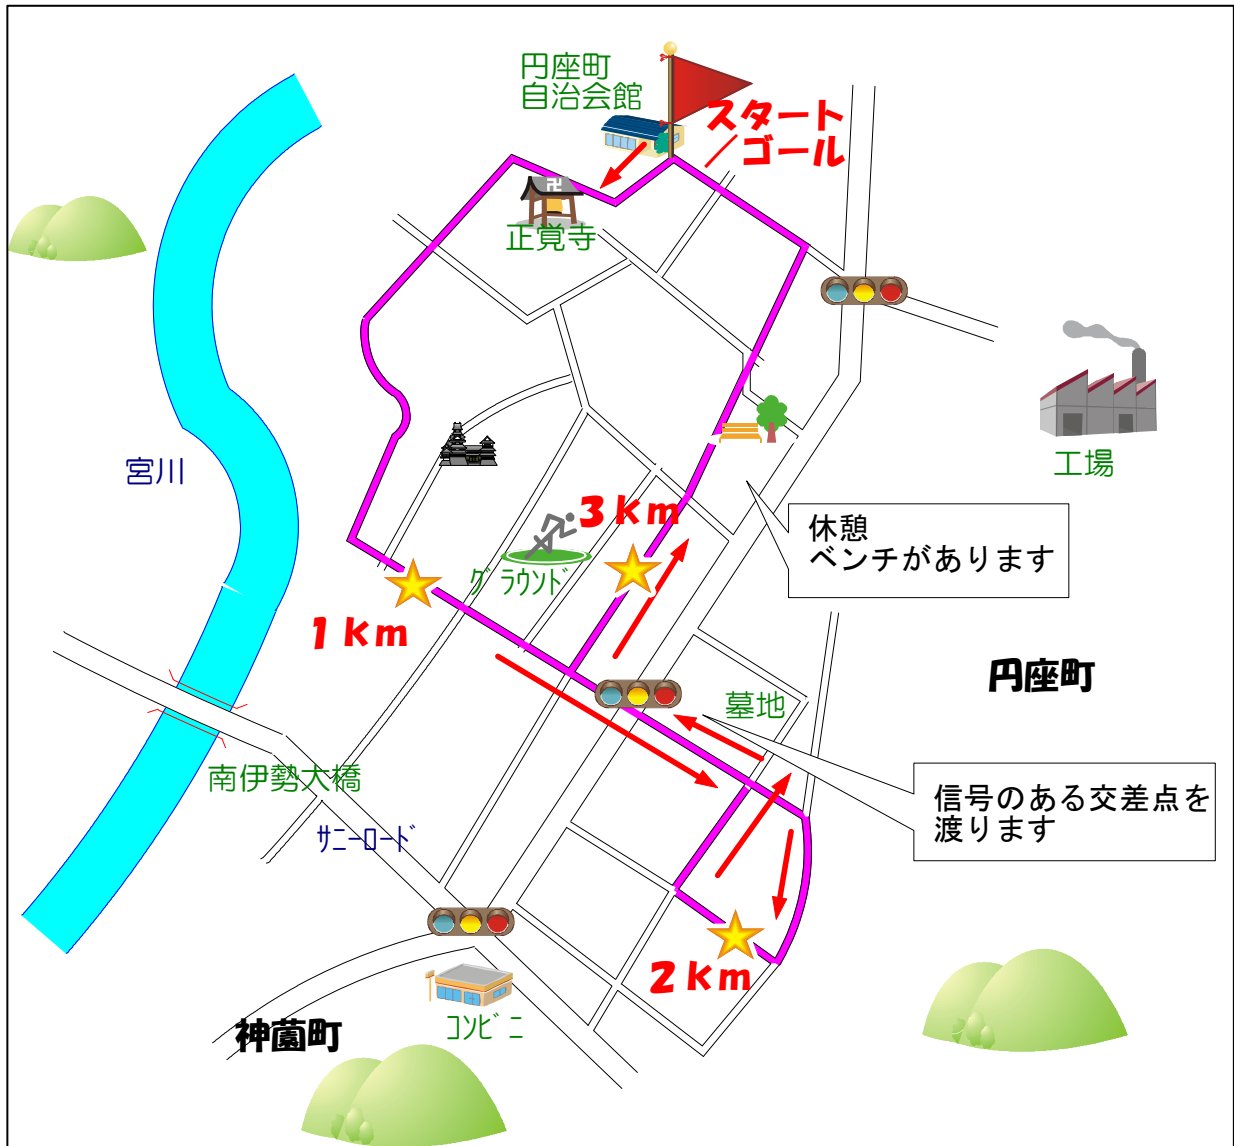 円座町
自治会館
スタート
ゴール
卍
正覚寺
宮川
工場
3km
休憩
ベンチがあります
グラウンド
1km
円座町
墓地
南伊勢大橋
信号のある交差点を
渡ります
サニーロード
2km
コンビニ
神薗町